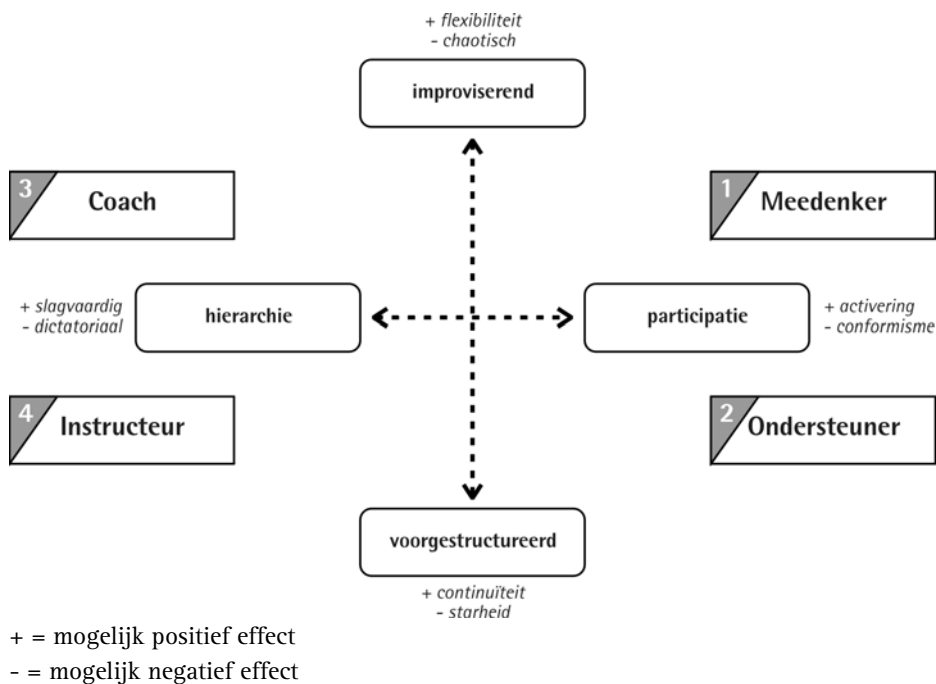 + flexibiliteit
- chaotisch
improviserend
3 Coach
1 Meedenker
+ slagvaardig
- dictatoriaal
hierarchie
participatie
+ activering
- conformisme
4 Instructeur
2 Ondersteuner
voorgestructureerd
+ continuïteit
- starheid
+ = mogelijk positief effect
- = mogelijk negatief effect